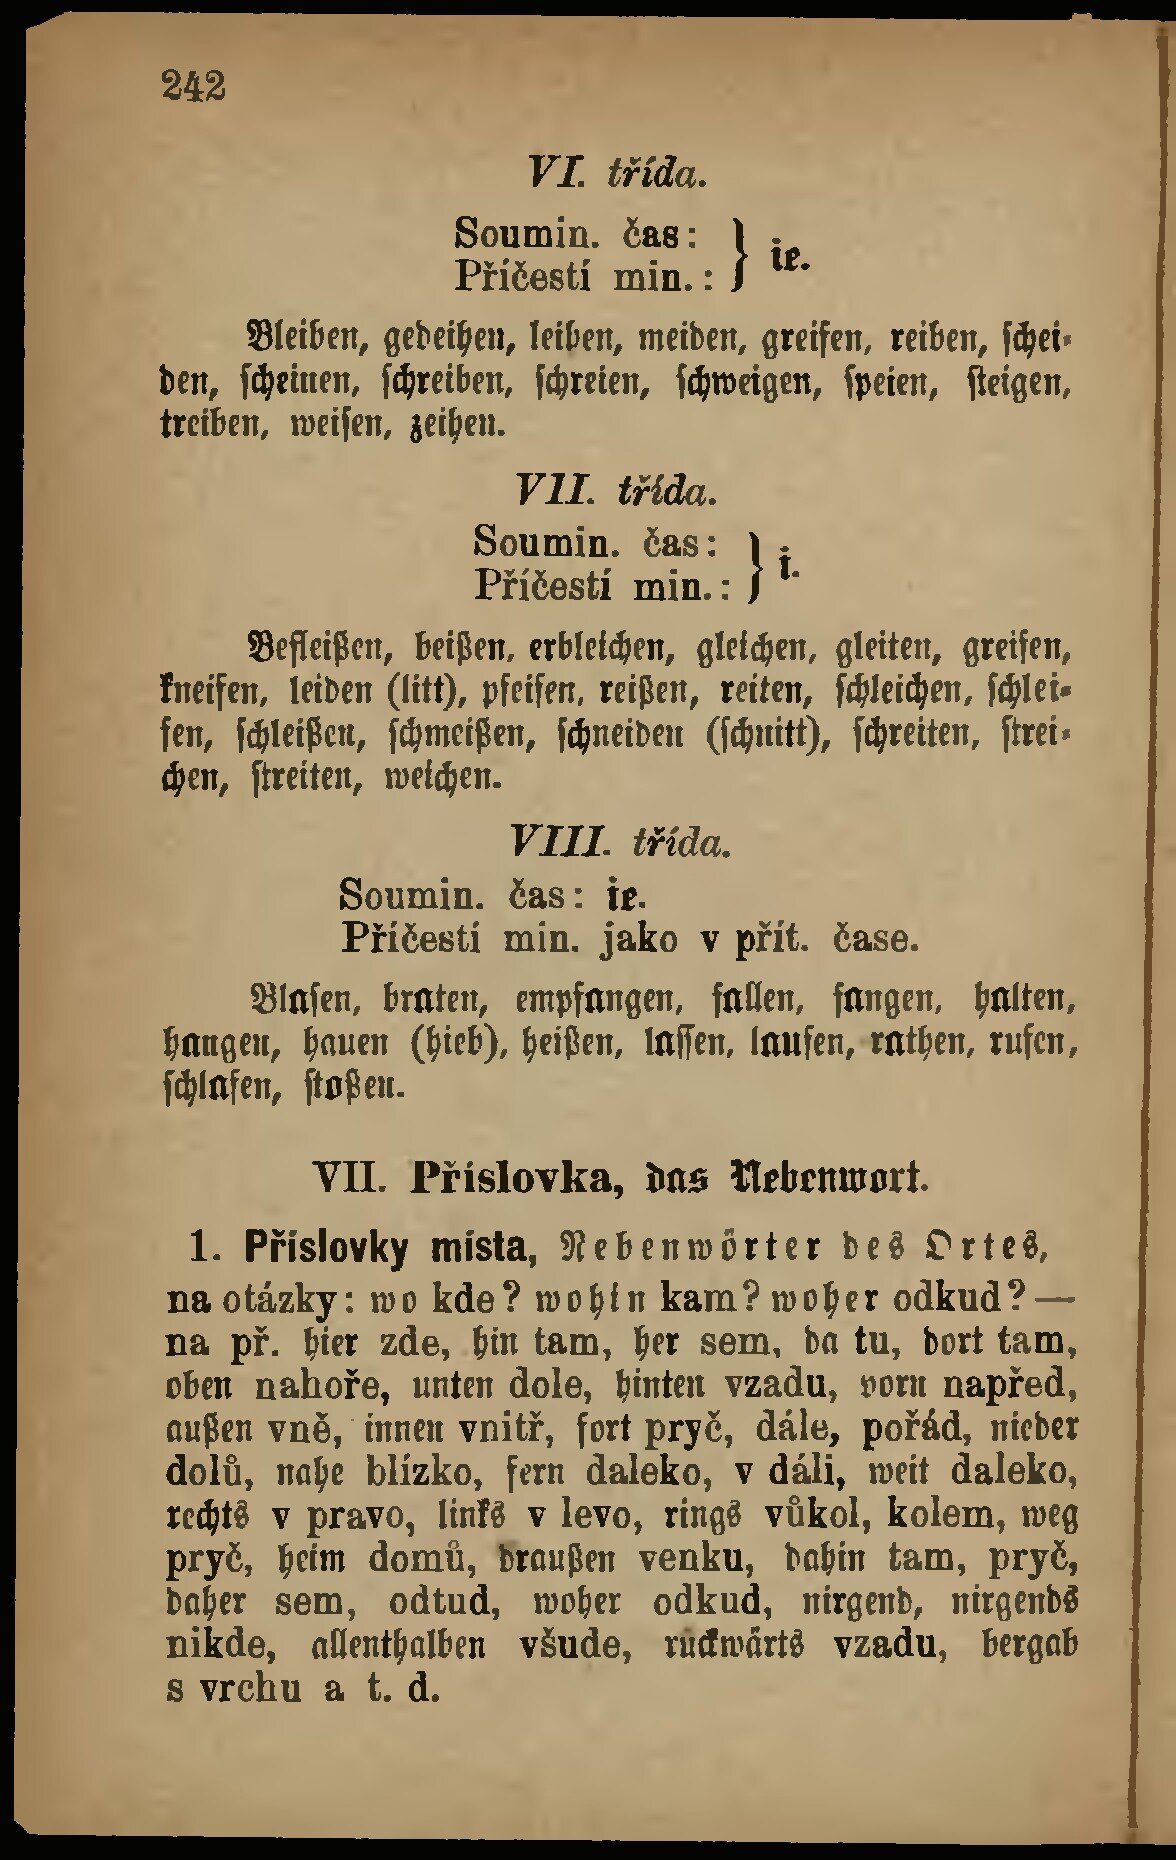 242
VI. třída.
Soumin. čas: } ie.
Příčestí min.:
Bleiben, gedeihen, leihen, meiden, greifen, reiben, schei-
den, scheinen, schreiben, schreien, schweigen, speien, steigen,
treiben, weisen, zeihen.
VII. třída.
Soumin. čas: } i.
Příčestí min.:
Befleißen, beißen, erbleichen, gleichen, gleiten, greifen,
kneifen, leiden (litt), pfeifen, reißen, reiten, schleichen, schlei-
fen, schleißen, schmeißen, schneiden (schnitt), schreiten, strei-
chen, streiten, weichen.
VIII. třída.
Soumin. čas: ie.
Příčestí min. jako v přít. čase.
Blasen, braten, empfangen, fallen, fangen, halten,
hangen, hauen (hieb), heißen, lassen, laufen, rathen, rufen,
schlafen, stoßen.
VII. Příslovka, das Nebenwort.
1. Příslovky místa, Nebenwörter des Ortes,
na otázky: wo kde? wohin kam? woher odkud? —
na př. hier zde, hin tam, her sem, da tu, dort tam,
oben nahoře, unten dole, hinten vzadu, vorn napřed,
außen vně, innen vnitř, fort pryč, dále, pořád, nieder
dolů, nahe blízko, fern daleko, v dáli, weit daleko,
rechts v pravo, links v levo, rings vůkol, kolem, weg
pryč, heim domů, draußen venku, dahin tam, pryč,
daher sem, odtud, woher odkud, nirgend, nirgends
nikde, allenthalben všude, rückwärts vzadu, bergab
s vrchu a t. d.